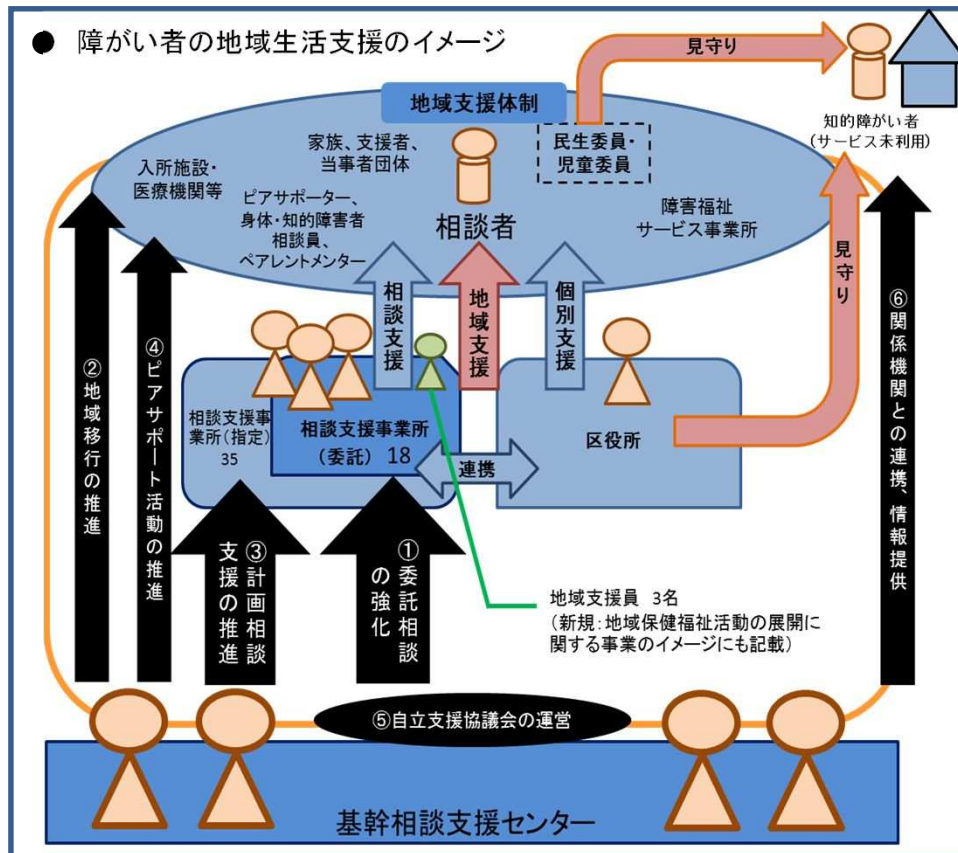 ● 障がい者の地域生活支援のイメージ
見守り
地域支援体制
知的障がい者
(サービス未利用)
家族、支援者、
当事者団体
民生委員・
児童委員
入所施設・
医療機関等
ピアサポーター、
身体・知的障害者
相談員、
ペアレントメンター
相談者
障害福祉
サービス事業所
見守り
相談支援
地域支援
個別支援
②地域移行の推進
④ピアサポート活動の推進
⑥関係機関との連携、情報提供
相談支援事
業所(指定)
35
相談支援事業所
(委託) 18
連携
区役所
③計画相談
支援の推進
①委託相談
の強化
地域支援員 3名
(新規:地域保健福祉活動の展開に
関する事業のイメージにも記載)
⑤自立支援協議会の運営
基幹相談支援センター